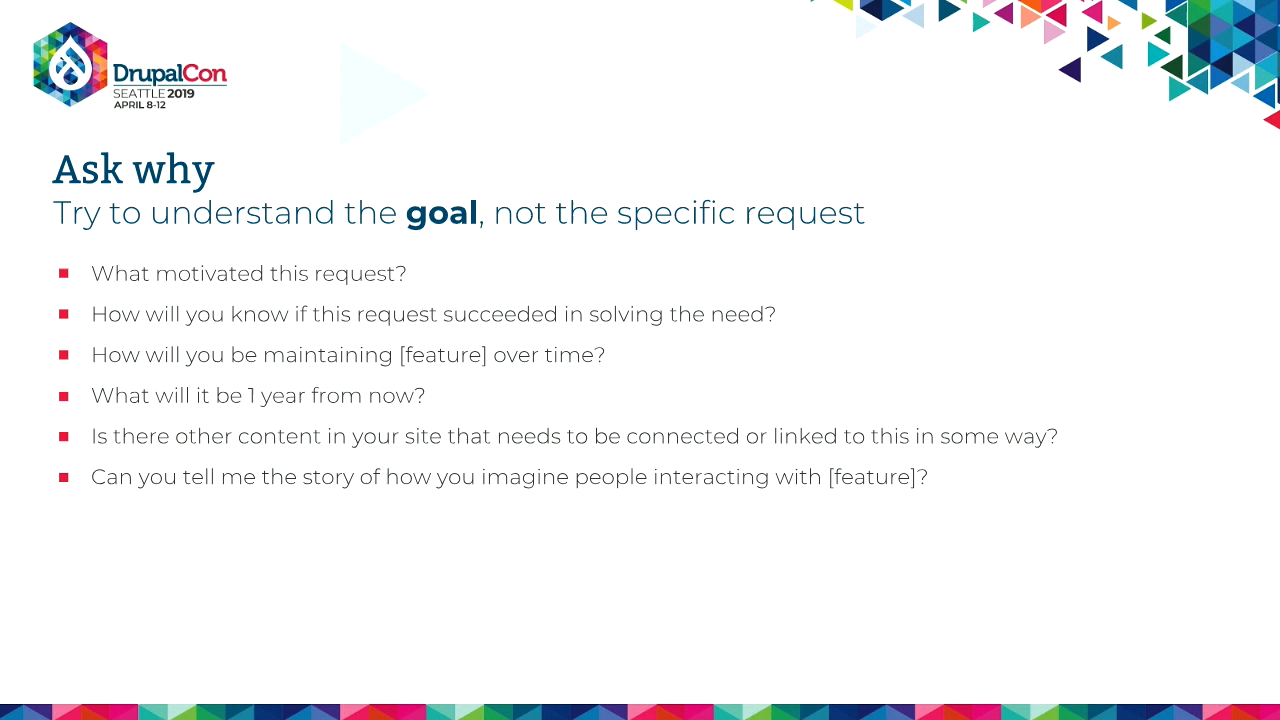 DrupalCon
SEATTLE 2019
APRIL 8-12
Ask why
Try to understand the goal, not the specific request
What motivated this request?
How will you know if this request succeeded in solving the need?
How will you be maintaining [feature] over time?
What will it be 1 year from now?
Is there other content in your site that needs to be connected or linked to this in some way?
Can you tell me the story of how you imagine people interacting with [feature]?